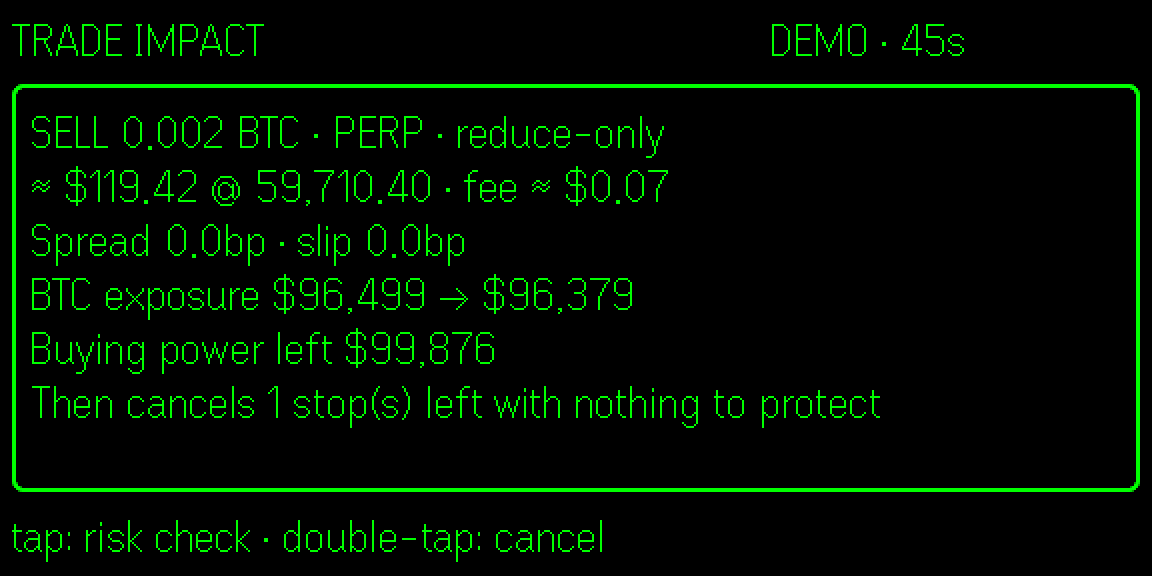 TRADE IMPACT DEMO · 45s
SELL 0.002 BTC · PERP · reduce-only
≈ $119.42 @ 59,710.40 · fee ≈ $0.07
Spread 0.0bp · slip 0.0bp
BTC exposure $96,499 → $96,379
Buying power left $99,876
Then cancels 1 stop(s) left with nothing to protect
tap: risk check · double-tap: cancel